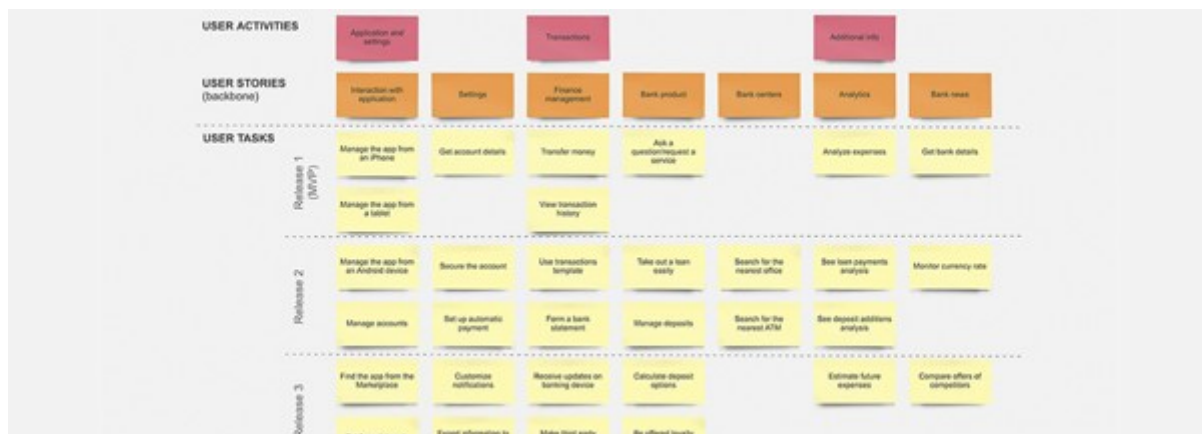 USER ACTIVITIES
Application and
settings
Transactions
Additional info
USER STORIES
(backbone)
Interaction with
application
Settings
Finance
management
Bank product
Bank centers
Analytics
Bank news
USER TASKS
Release 1
(MVP)
Manage the app from
an iPhone
Get account details
Transfer money
Ask a
question/request a
service
Analyze expenses
Get bank details
Manage the app from
a tablet
View transaction
history
Release 2
Manage the app from
an Android device
Secure the account
Use transactions
template
Take out a loan
easily
Search for the
nearest office
See loan payments
analysis
Monitor currency rate
Manage accounts
Set up automatic
payment
Form a bank
statement
Manage deposits
Search for the
nearest ATM
See deposit additions
analysis
Release 3
Find the app from the
Marketplace
Customize
notifications
Receive updates on
banking device
Calculate deposit
options
Estimate future
expenses
Compare offers of
competitors